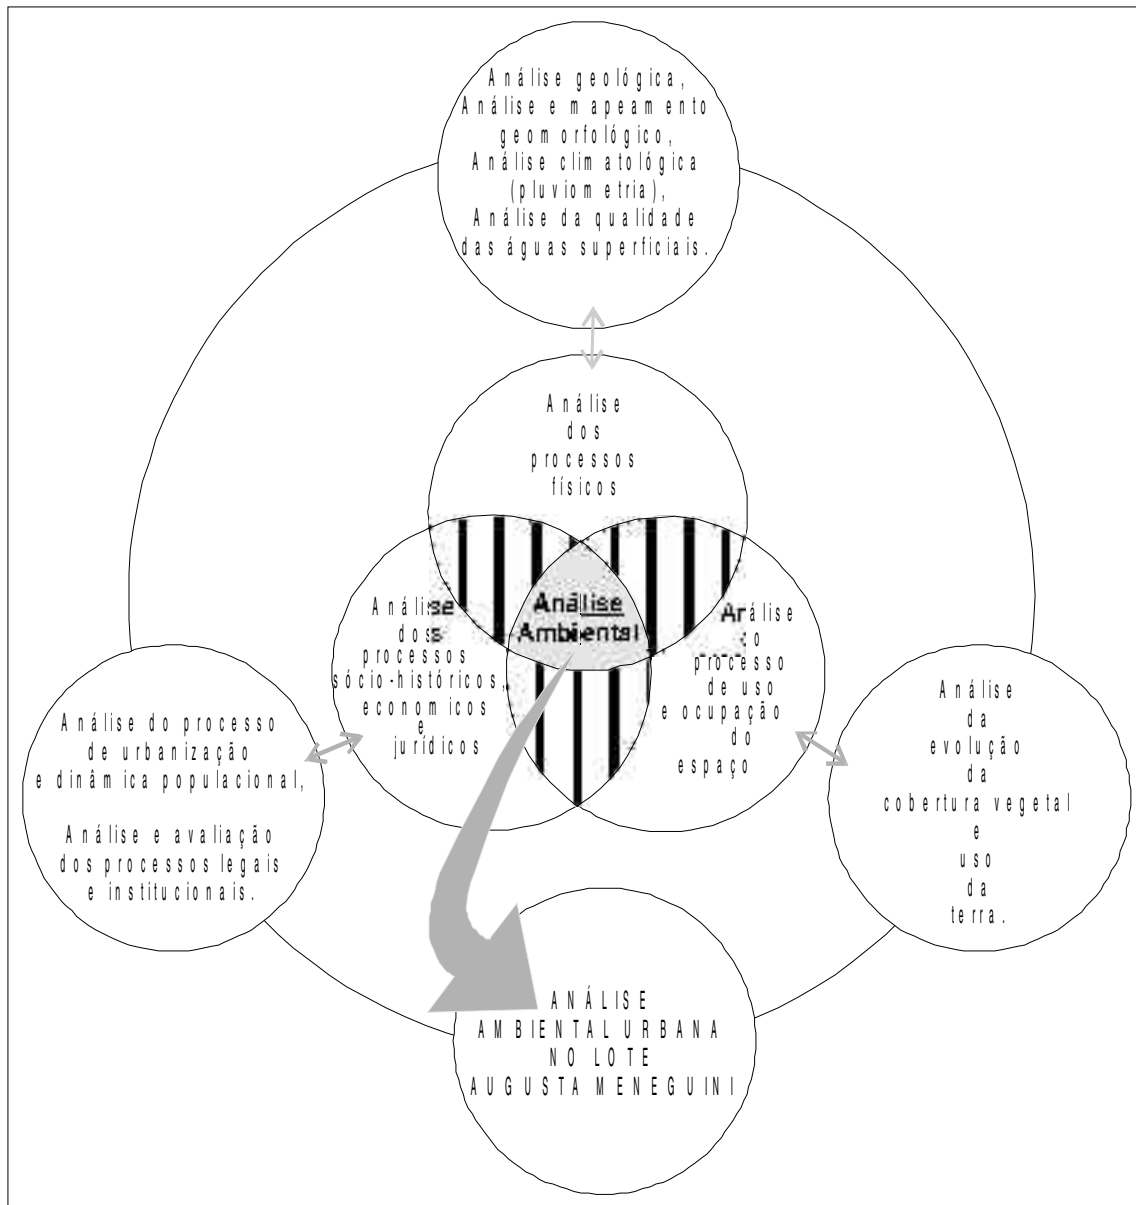 Análise geológica,
Análise e mapeamento
geomorfológico,
Análise climatológica
(pluviometria),
Análise da qualidade
das águas superficiais.
Análise
dos
processos
físicos
Análise
Ambiental
Análise
dos
processos
sócio-históricos,
economicos
e
jurídicos
Análise
do
processo
de uso
e ocupação
do
espaço
Análise do processo
de urbanização
e dinâmica populacional,
Análise e avaliação
dos processos legais
e institucionais.
Análise
da
evolução
da
cobertura vegetal
e
uso
da
terra.
ANÁLISE
AMBIENTAL URBANA
NO LOTE
AUGUSTA MENEGUINI